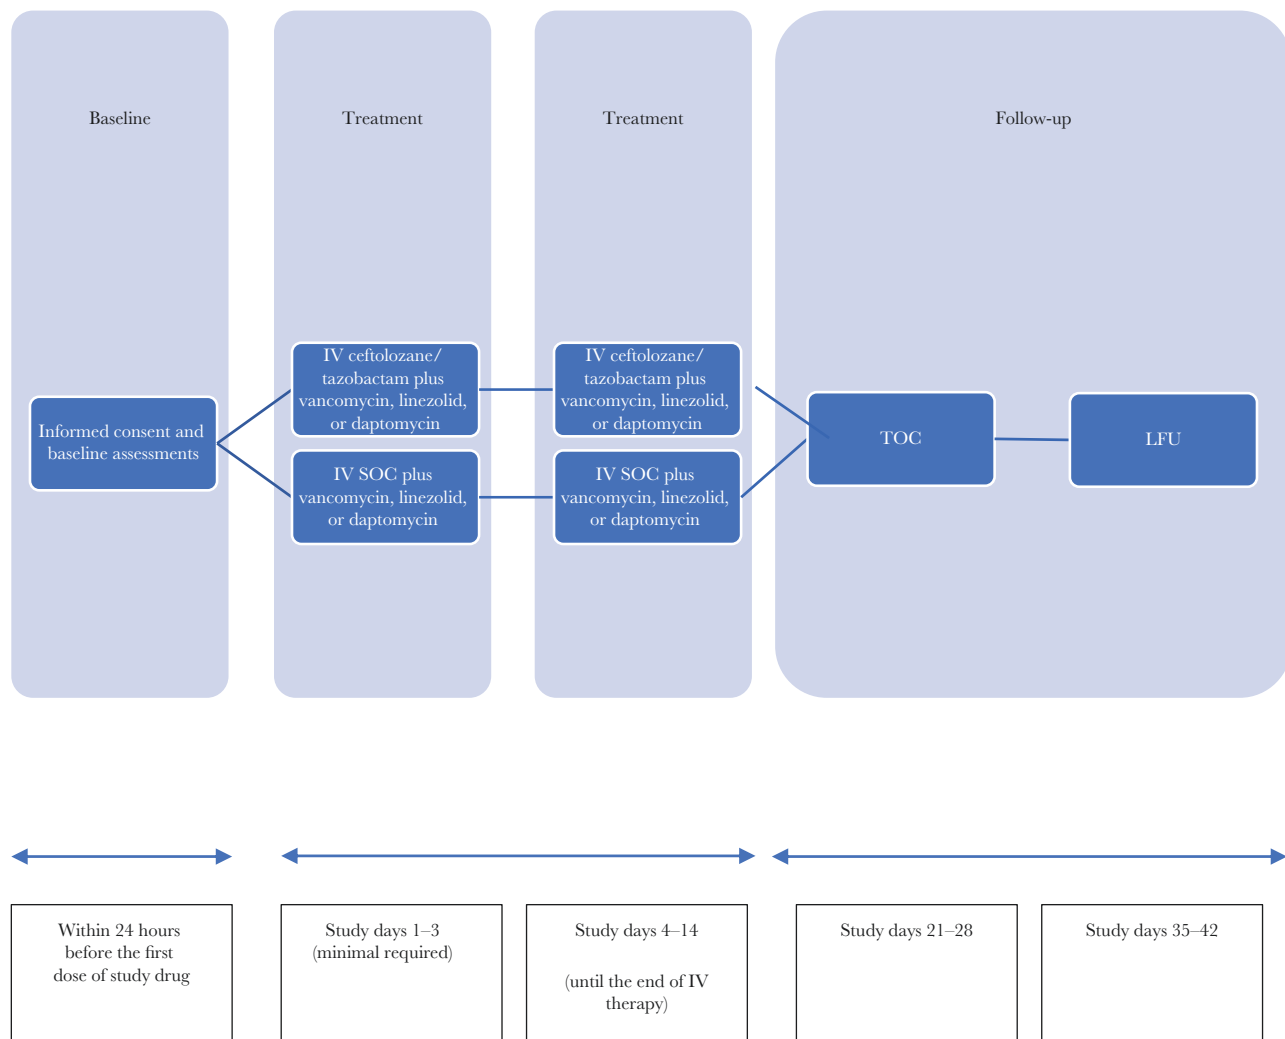 Baseline
Treatment
Treatment
Follow-up
Informed consent and
baseline assessments
IV ceftolozane/
tazobactam plus
vancomycin, linezolid,
or daptomycin
IV SOC plus
vancomycin, linezolid,
or daptomycin
IV ceftolozane/
tazobactam plus
vancomycin, linezolid,
or daptomycin
IV SOC plus
vancomycin, linezolid,
or daptomycin
TOC
LFU
Within 24 hours
before the first
dose of study drug
Study days 1–3
(minimal required)
Study days 4–14
(until the end of IV
therapy)
Study days 21–28
Study days 35–42